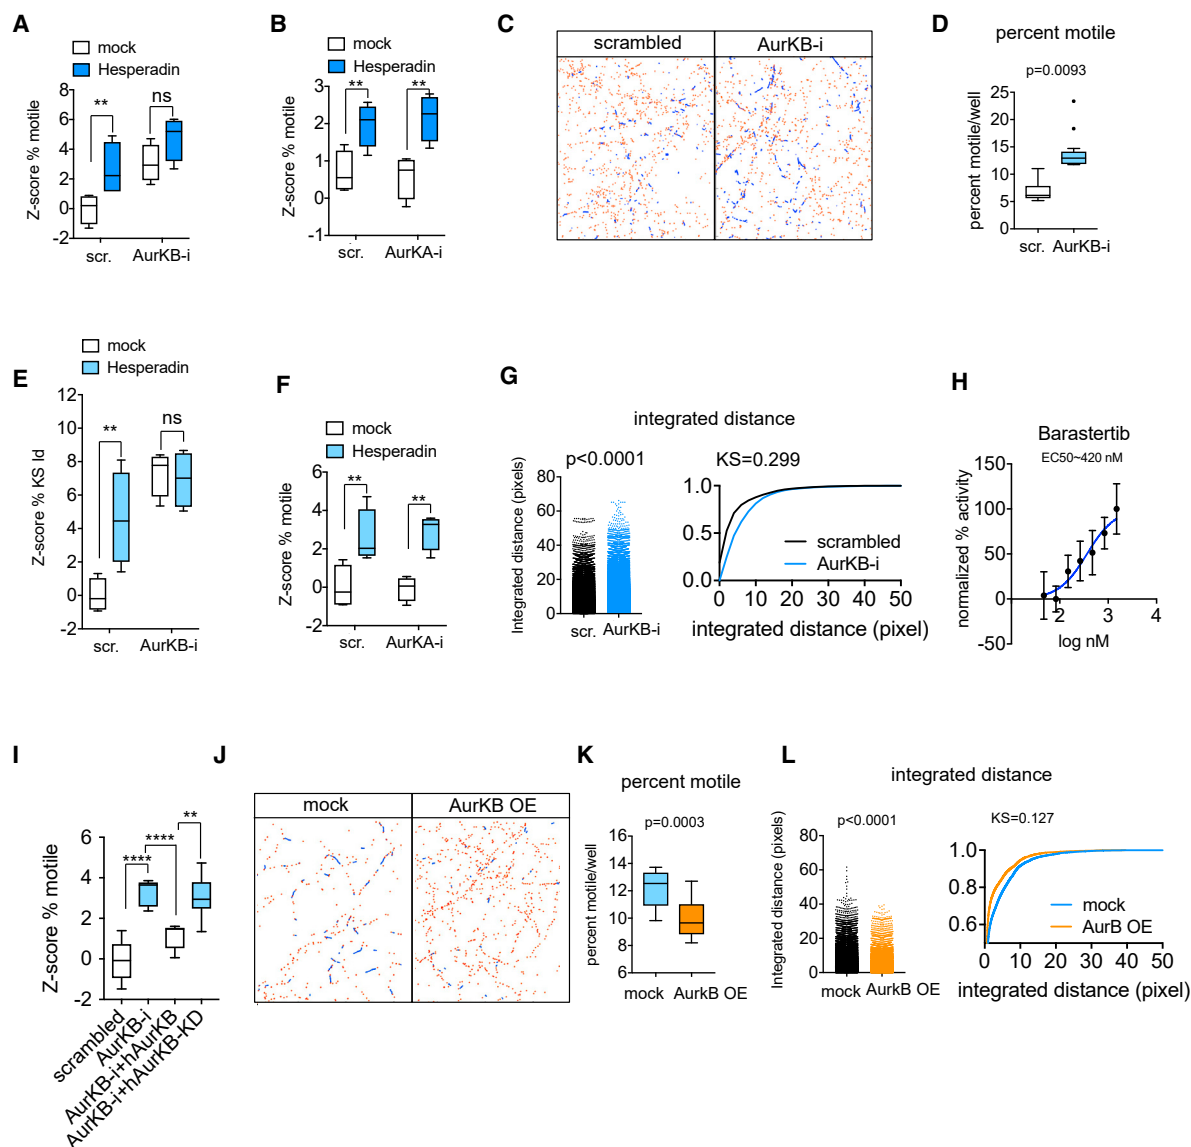 A
mock
Hesperadin
Z-score % motile
8
6
4
2
0
-2
**
ns
scr.
AurKB-i
B
mock
Hesperadin
Z-score % motile
3
2
1
0
-1
**
**
scr.
AurKA-i
C
scrambled
AurKB-i
D
percent motile
p=0.0093
percent motile/well
25
20
15
10
5
0
scr.
AurKB-i
E
mock
Hesperadin
Z-score % KS Id
12
10
8
6
4
2
0
-2
**
ns
scr.
AurKB-i
F
mock
Hesperadin
Z-score % motile
6
4
2
0
-2
**
**
scr.
AurKA-i
G
integrated distance
p<0.0001
Integrated distance (pixels)
80
60
40
20
0
scr.
AurKB-i
KS=0.299
1.0
0.5
0.0
scrambled
AurKB-i
0 10 20 30 40 50
integrated distance (pixel)
H
Barastertib
EC50~420 nM
normalized % activity
150
100
50
0
-50
2 3 4
log nM
I
Z-score % motile
6
4
2
0
-2
****
****
**
scrambled
AurKB-i
AurKB-i+hAurKB
AurKB-i+hAurKB-KD
J
mock
AurKB OE
K
percent motile
p=0.0003
percent motile/well
16
14
12
10
8
6
mock
AurkB OE
L
integrated distance
p<0.0001
Integrated distance (pixels)
80
60
40
20
0
mock
AurkB OE
KS=0.127
1.0
0.8
0.6
mock
AurB OE
0 10 20 30 40 50
integrated distance (pixel)